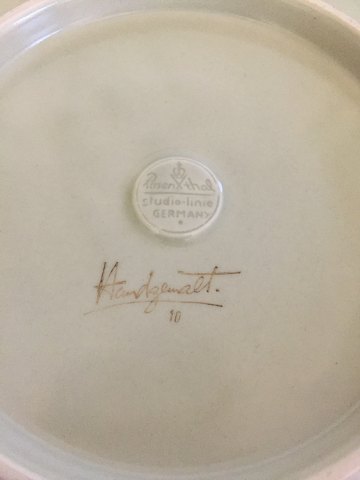 Rosenthal
studio-linie
GERMANY
Handgemalt.
10